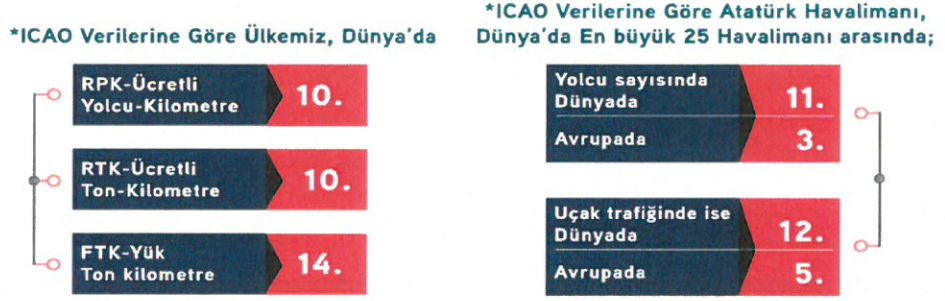 *ICAO Verilerine Göre Ülkemiz, Dünya'da
RPK-Ücretli
Yolcu-Kilometre
10.
RTK-Ücretli
Ton-Kilometre
10.
FTK-Yük
Ton kilometre
14.
*ICAO Verilerine Göre Atatürk Havalimanı,
Dünya'da En büyük 25 Havalimanı arasında;
Yolcu sayısında
Dünyada
11.
Avrupada
3.
Uçak trafiğinde ise
Dünyada
12.
Avrupada
5.